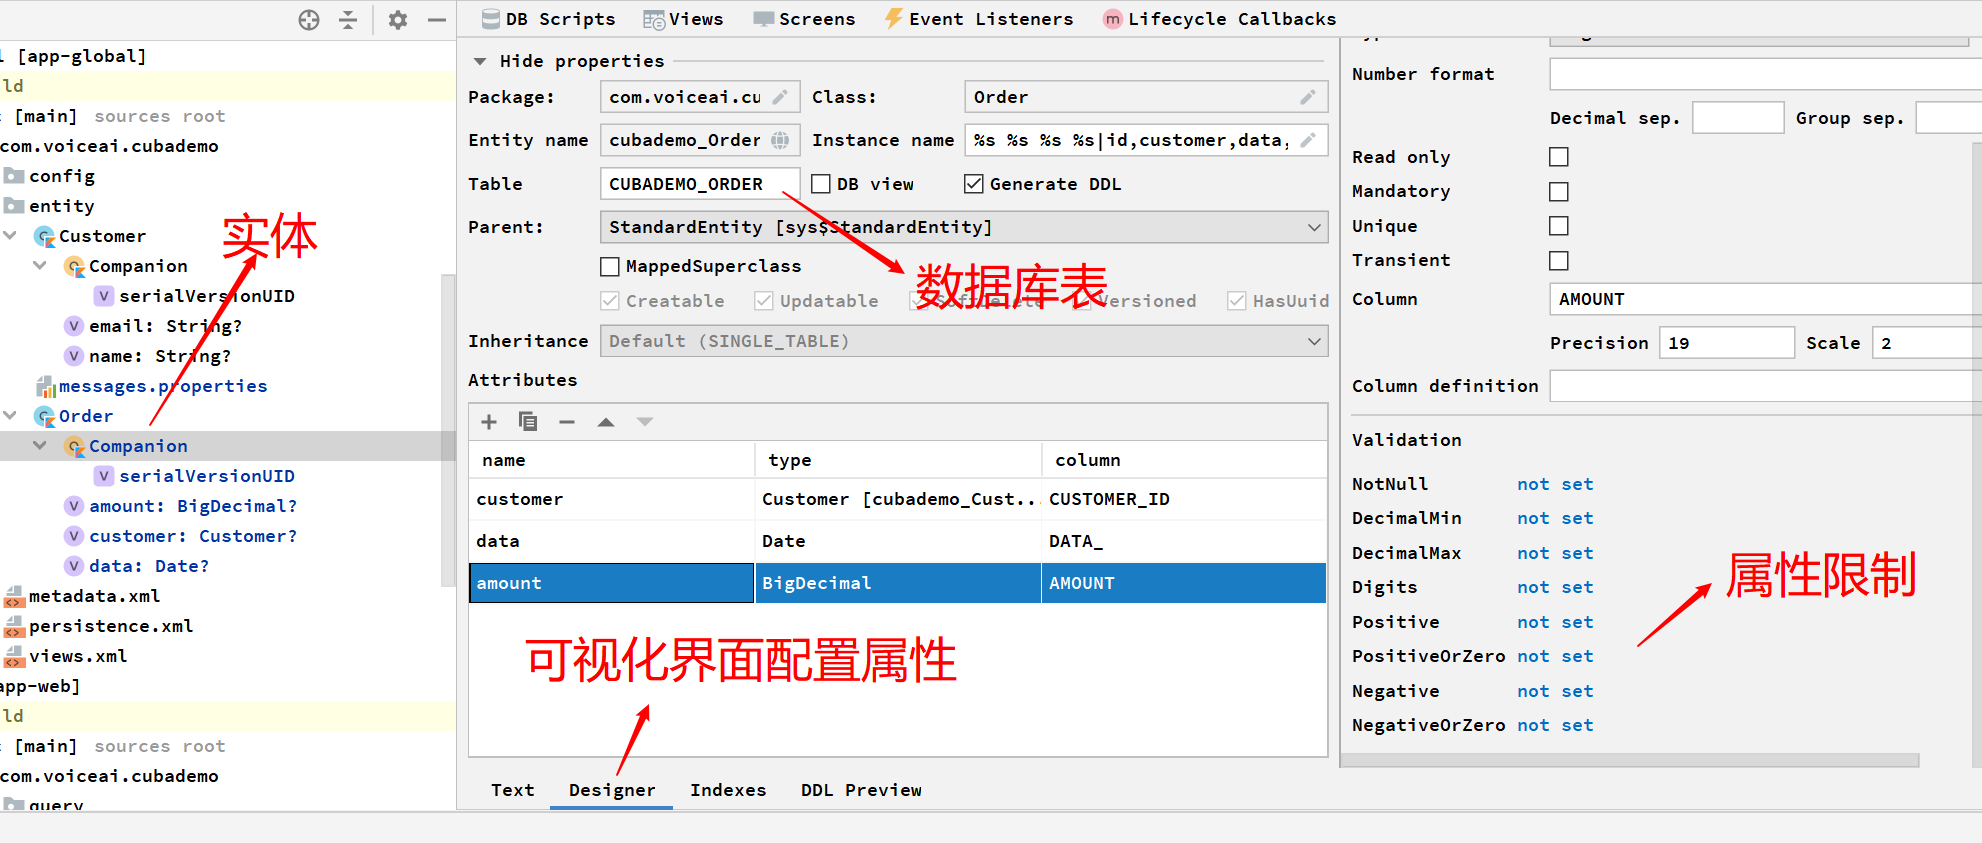 [app-global]
ld
[main] sources root
com.voiceai.cubademo
config
entity
Customer
Companion
serialVersionUID
email: String?
name: String?
messages.properties
Order
Companion
serialVersionUID
amount: BigDecimal?
customer: Customer?
data: Date?
metadata.xml
persistence.xml
views.xml
app-web]
ld
[main] sources root
com.voiceai.cubademo
query
实体
DB Scripts Views Screens Event Listeners Lifecycle Callbacks
Hide properties
Package: com.voiceai.cu Class: Order
Entity name cubademo_Order Instance name %s %s %s %s|id,customer,data,
Table CUBADEMO_ORDER DB view Generate DDL
Parent: StandardEntity [sys$StandardEntity]
MappedSuperclass
数据库表
Creatable Updatable SoftDelete Versioned HasUuid
Inheritance Default (SINGLE_TABLE)
Attributes
name type column
customer Customer [cubademo_Cust... CUSTOMER_ID
data Date DATA_
amount BigDecimal AMOUNT
可视化界面配置属性
Text Designer Indexes DDL Preview
Number format
Decimal sep. Group sep.
Read only
Mandatory
Unique
Transient
Column AMOUNT
Precision 19 Scale 2
Column definition
Validation
NotNull not set
DecimalMin not set
DecimalMax not set
Digits not set
Positive not set
PositiveOrZero not set
Negative not set
NegativeOrZero not set
属性限制